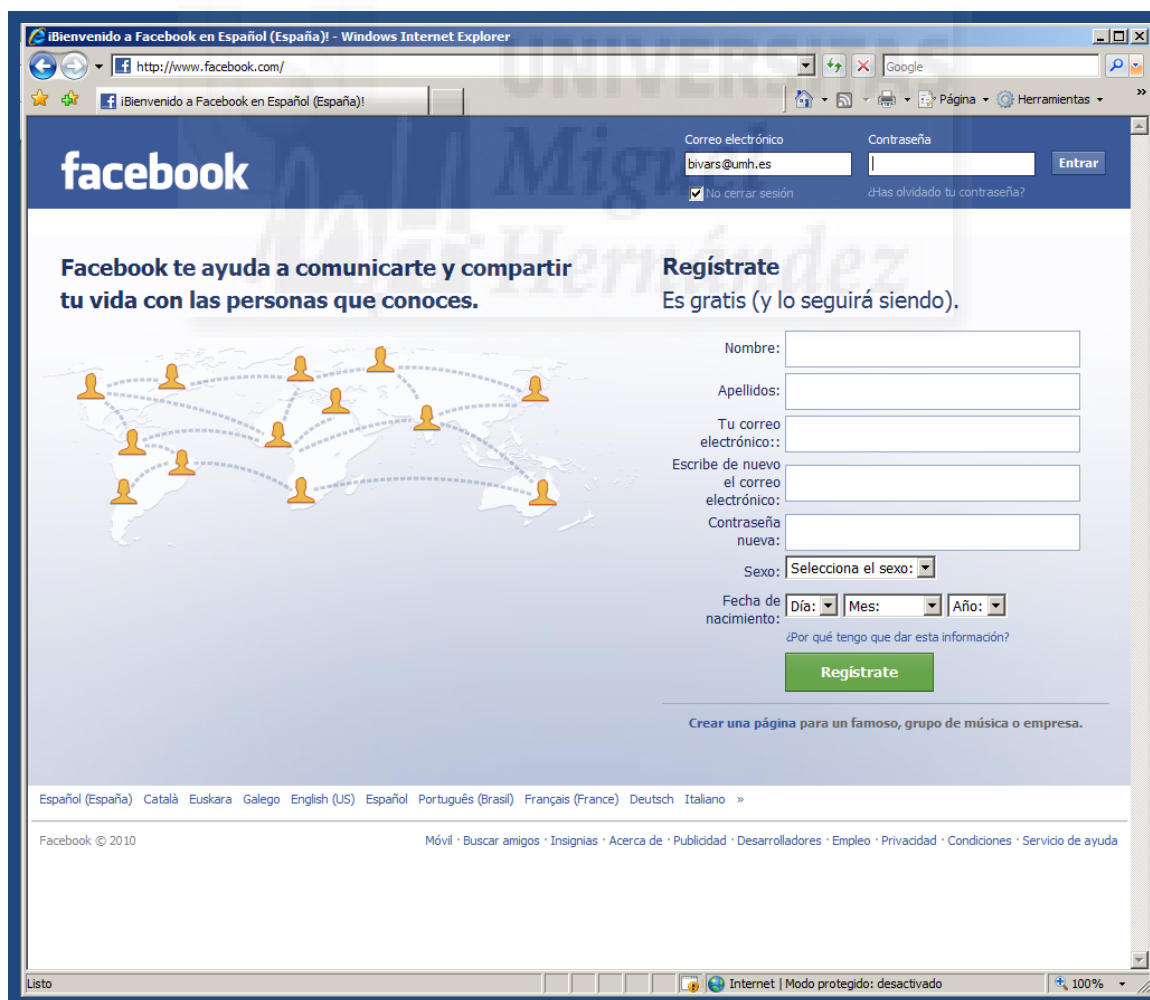 ¡Bienvenido a Facebook en Español (España)! - Windows Internet Explorer
http://www.facebook.com/
Google
¡Bienvenido a Facebook en Español (España)!
Página
Herramientas
»
UNIVERSITAS
Miguel
Hernández
facebook
Correo electrónico
Contraseña
bivars@umh.es
Entrar
No cerrar sesión
¿Has olvidado tu contraseña?
Facebook te ayuda a comunicarte y compartir
tu vida con las personas que conoces.
Regístrate
Es gratis (y lo seguirá siendo).
Nombre:
Apellidos:
Tu correo
electrónico::
Escribe de nuevo
el correo
electrónico:
Contraseña
nueva:
Sexo: Selecciona el sexo:
Fecha de
nacimiento:
Día: Mes: Año:
¿Por qué tengo que dar esta información?
Regístrate
Crear una página para un famoso, grupo de música o empresa.
Español (España) Català Euskara Galego English (US) Español Português (Brasil) Français (France) Deutsch Italiano »
Facebook © 2010
Móvil · Buscar amigos · Insignias · Acerca de · Publicidad · Desarrolladores · Empleo · Privacidad · Condiciones · Servicio de ayuda
Listo
Internet | Modo protegido: desactivado
100%